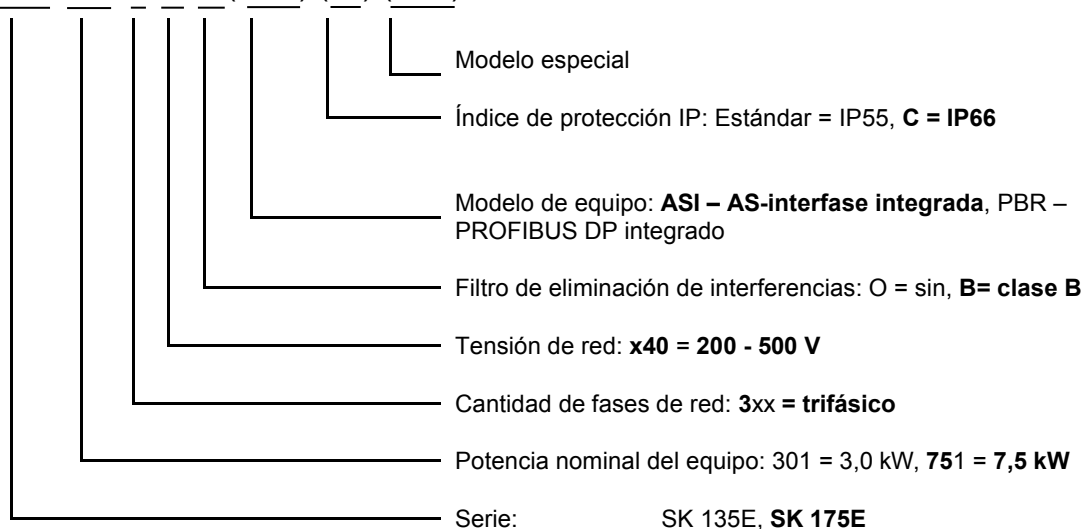 Modelo especial
Índice de protección IP: Estándar = IP55, C = IP66
Modelo de equipo: ASI – AS-interfase integrada, PBR –
PROFIBUS DP integrado
Filtro de eliminación de interferencias: O = sin, B= clase B
Tensión de red: x40 = 200 - 500 V
Cantidad de fases de red: 3xx = trifásico
Potencia nominal del equipo: 301 = 3,0 kW, 751 = 7,5 kW
Serie: SK 135E, SK 175E